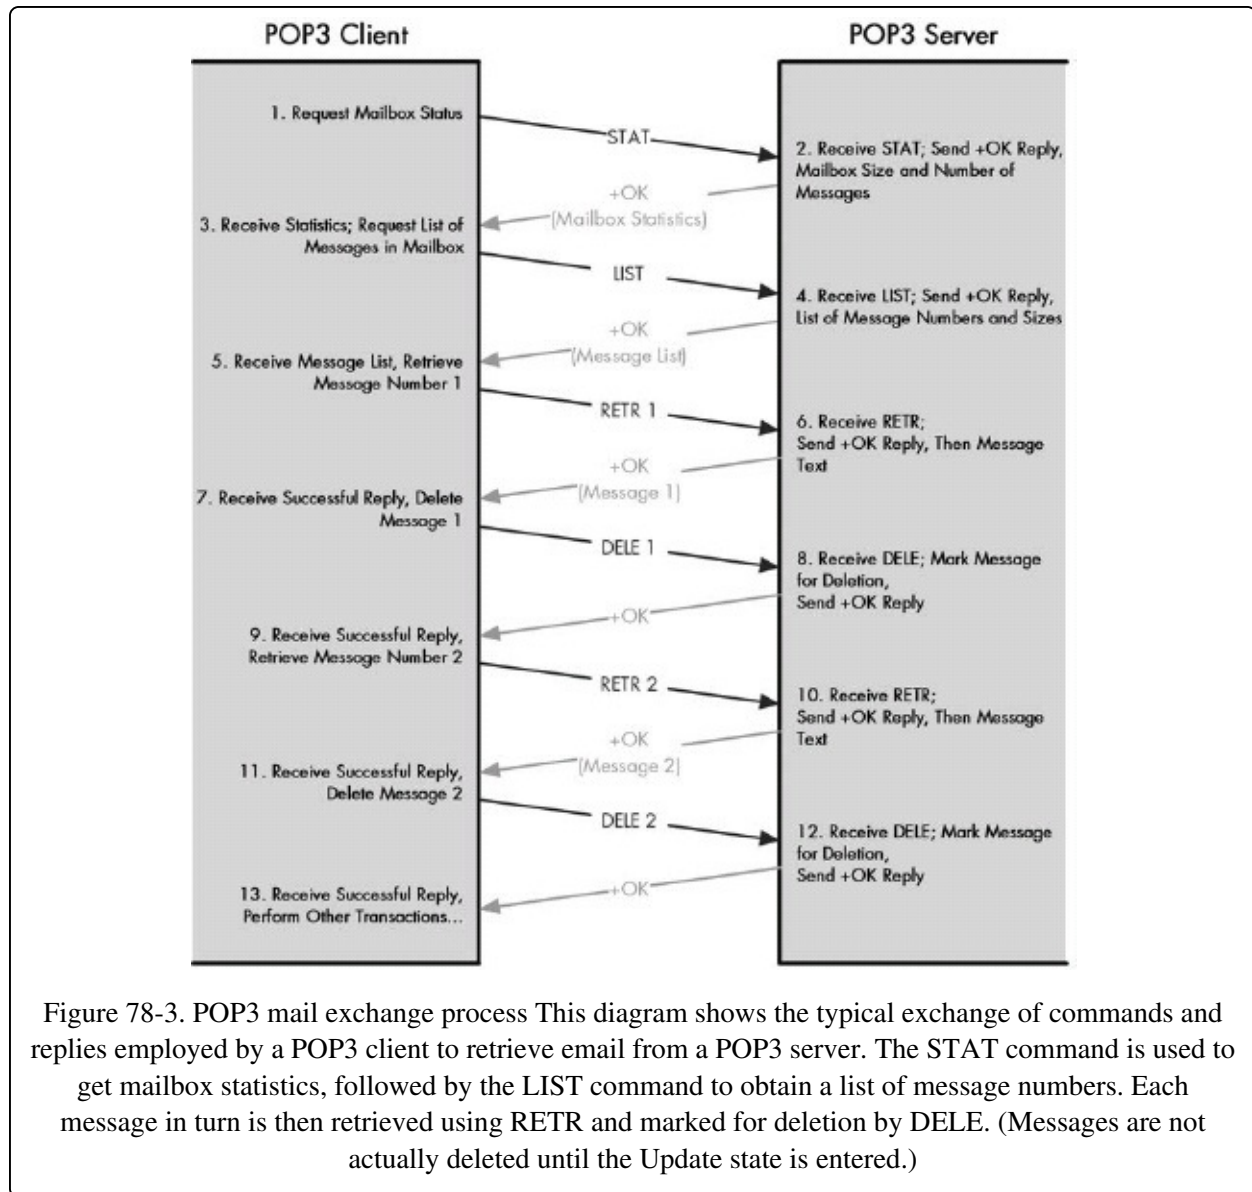 POP3 Client
POP3 Server
1. Request Mailbox Status
STAT
2. Receive STAT; Send +OK Reply,
Mailbox Size and Number of
Messages
+OK
(Mailbox Statistics)
3. Receive Statistics; Request List of
Messages in Mailbox
LIST
4. Receive LIST; Send +OK Reply,
List of Message Numbers and Sizes
+OK
(Message List)
5. Receive Message List, Retrieve
Message Number 1
RETR 1
6. Receive RETR;
Send +OK Reply, Then Message
Text
+OK
(Message 1)
7. Receive Successful Reply, Delete
Message 1
DELE 1
8. Receive DELE; Mark Message
for Deletion,
Send +OK Reply
+OK
9. Receive Successful Reply,
Retrieve Message Number 2
RETR 2
10. Receive RETR;
Send +OK Reply, Then Message
Text
+OK
(Message 2)
11. Receive Successful Reply,
Delete Message 2
DELE 2
12. Receive DELE; Mark Message
for Deletion,
Send +OK Reply
+OK
13. Receive Successful Reply,
Perform Other Transactions...
Figure 78-3. POP3 mail exchange process This diagram shows the typical exchange of commands and
replies employed by a POP3 client to retrieve email from a POP3 server. The STAT command is used to
get mailbox statistics, followed by the LIST command to obtain a list of message numbers. Each
message in turn is then retrieved using RETR and marked for deletion by DELE. (Messages are not
actually deleted until the Update state is entered.)